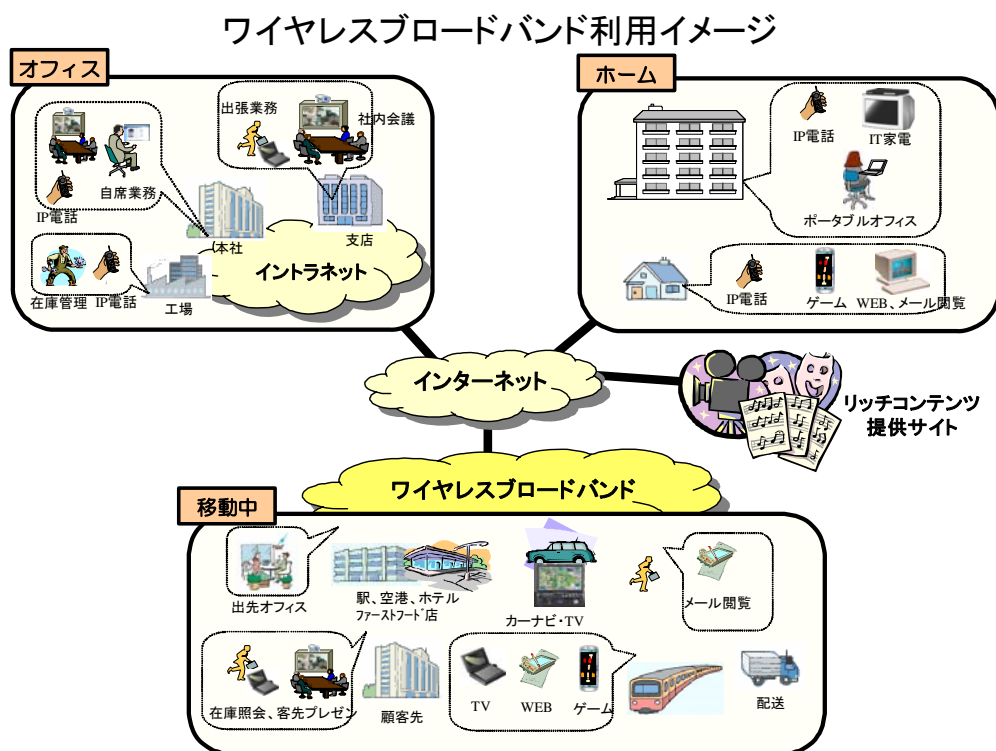 ワイヤレスブロードバンド利用イメージ
オフィス
出張業務
社内会議
自席業務
IP電話
本社
支店
イントラネット
在庫管理
IP電話
工場
ホーム
IP電話
IT家電
ポータブルオフィス
IP電話
ゲーム
WEB、メール閲覧
インターネット
リッチコンテンツ
提供サイト
ワイヤレスブロードバンド
移動中
出先オフィス
駅、空港、ホテル
ファーストフード店
カーナビ・TV
メール閲覧
在庫照会、客先プレゼン
顧客先
TV
WEB
ゲーム
配送